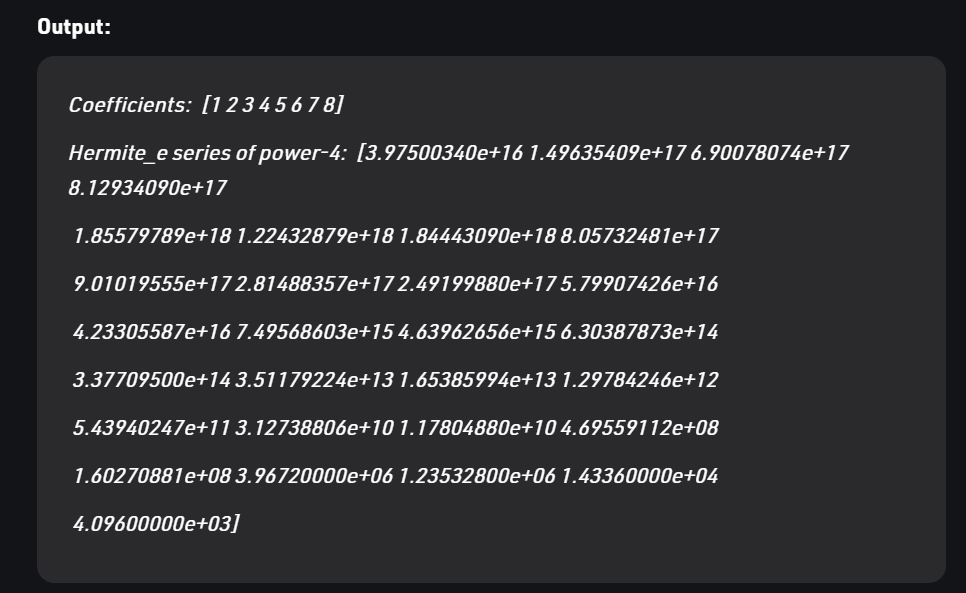 Output:
Coefficients: [1 2 3 4 5 6 7 8]
Hermite_e series of power-4: [3.97500340e+16 1.49635409e+17 6.90078074e+17
8.12934090e+17
1.85579789e+18 1.22432879e+18 1.84443090e+18 8.05732481e+17
9.01019555e+17 2.81488357e+17 2.49199880e+17 5.79907426e+16
4.23305587e+16 7.49568603e+15 4.63962656e+15 6.30387873e+14
3.37709500e+14 3.51179224e+13 1.65385994e+13 1.29784246e+12
5.43940247e+11 3.12738806e+10 1.17804880e+10 4.69559112e+08
1.60270881e+08 3.96720000e+06 1.23532800e+06 1.43360000e+04
4.09600000e+03]